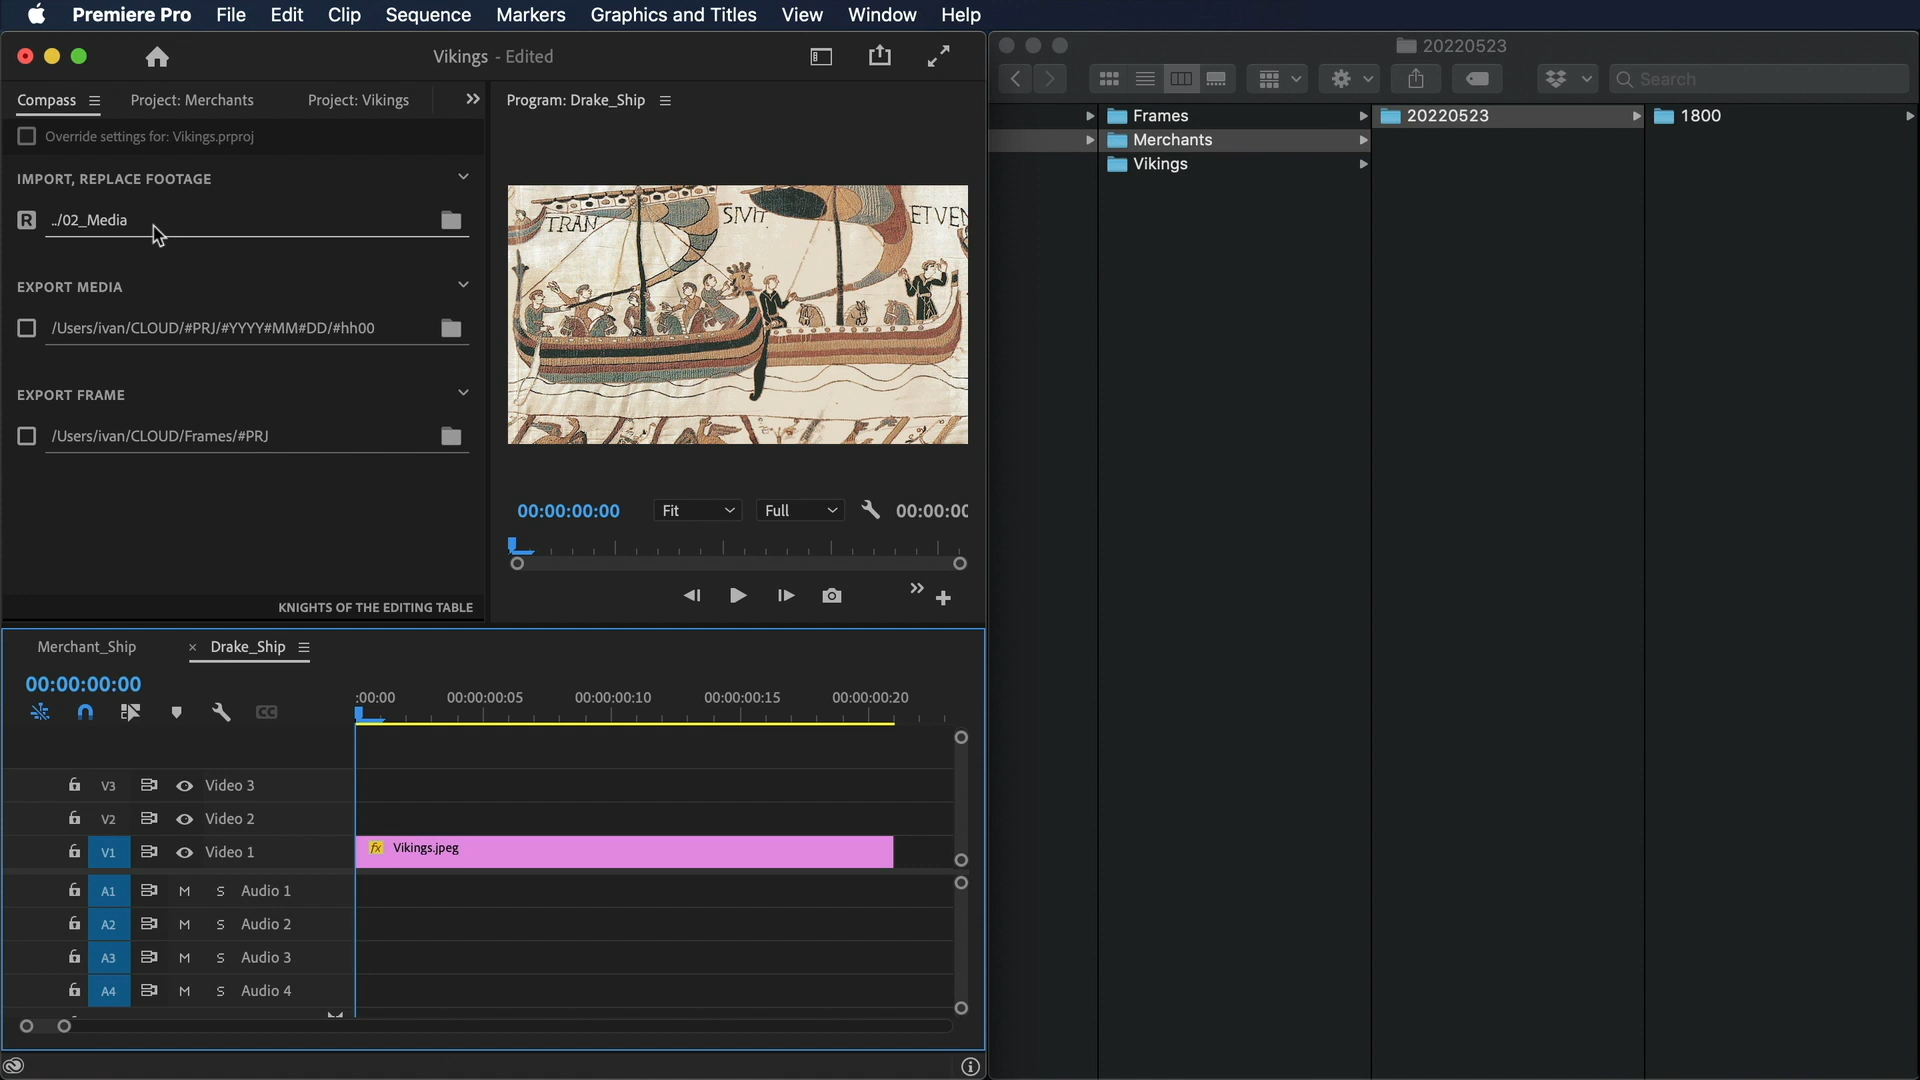 Premiere Pro File Edit Clip Sequence Markers Graphics and Titles View Window Help
Vikings - Edited
20220523
Search
Compass Project: Merchants Project: Vikings
Program: Drake_Ship
Override settings for: Vikings.prproj
IMPORT, REPLACE FOOTAGE
R ../02_Media
EXPORT MEDIA
/Users/ivan/CLOUD/#PRJ/#YYYY#MM#DD/#hh00
EXPORT FRAME
/Users/ivan/CLOUD/Frames/#PRJ
KNIGHTS OF THE EDITING TABLE
TRAN SIVIT ETVEN
00:00:00:00 Fit Full 00:00:00
Frames
Merchants
Vikings
20220523
1800
Merchant_Ship × Drake_Ship
00:00:00:00
:00:00 00:00:00:05 00:00:00:10 00:00:00:15 00:00:00:20
CC
V3 Video 3
V2 Video 2
V1 Video 1
fx Vikings.jpeg
A1 M S Audio 1
A2 M S Audio 2
A3 M S Audio 3
A4 M S Audio 4